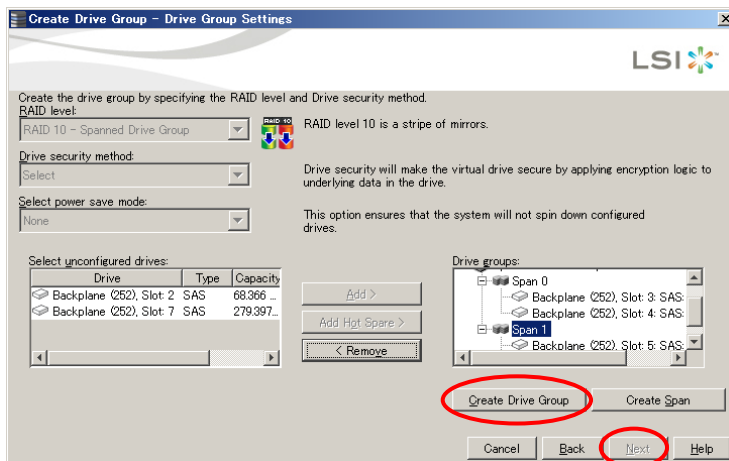 Create Drive Group - Drive Group Settings
LSI
Create the drive group by specifying the RAID level and Drive security method.
RAID level:
RAID 10 - Spanned Drive Group
RAID 10
RAID level 10 is a stripe of mirrors.
Drive security method:
Select
Drive security will make the virtual drive secure by applying encryption logic to
underlying data in the drive.
Select power save mode:
None
This option ensures that the system will not spin down configured
drives.
Select unconfigured drives:
Drive Type Capacity
Backplane (252), Slot: 2 SAS 68.366 ...
Backplane (252), Slot: 7 SAS 279.397...
Add >
Add Hot Spare >
< Remove
Drive groups:
Span 0
Backplane (252), Slot: 3: SAS:
Backplane (252), Slot: 4: SAS:
Span 1
Backplane (252), Slot: 5: SAS:
Create Drive Group
Create Span
Cancel
Back
Next
Help